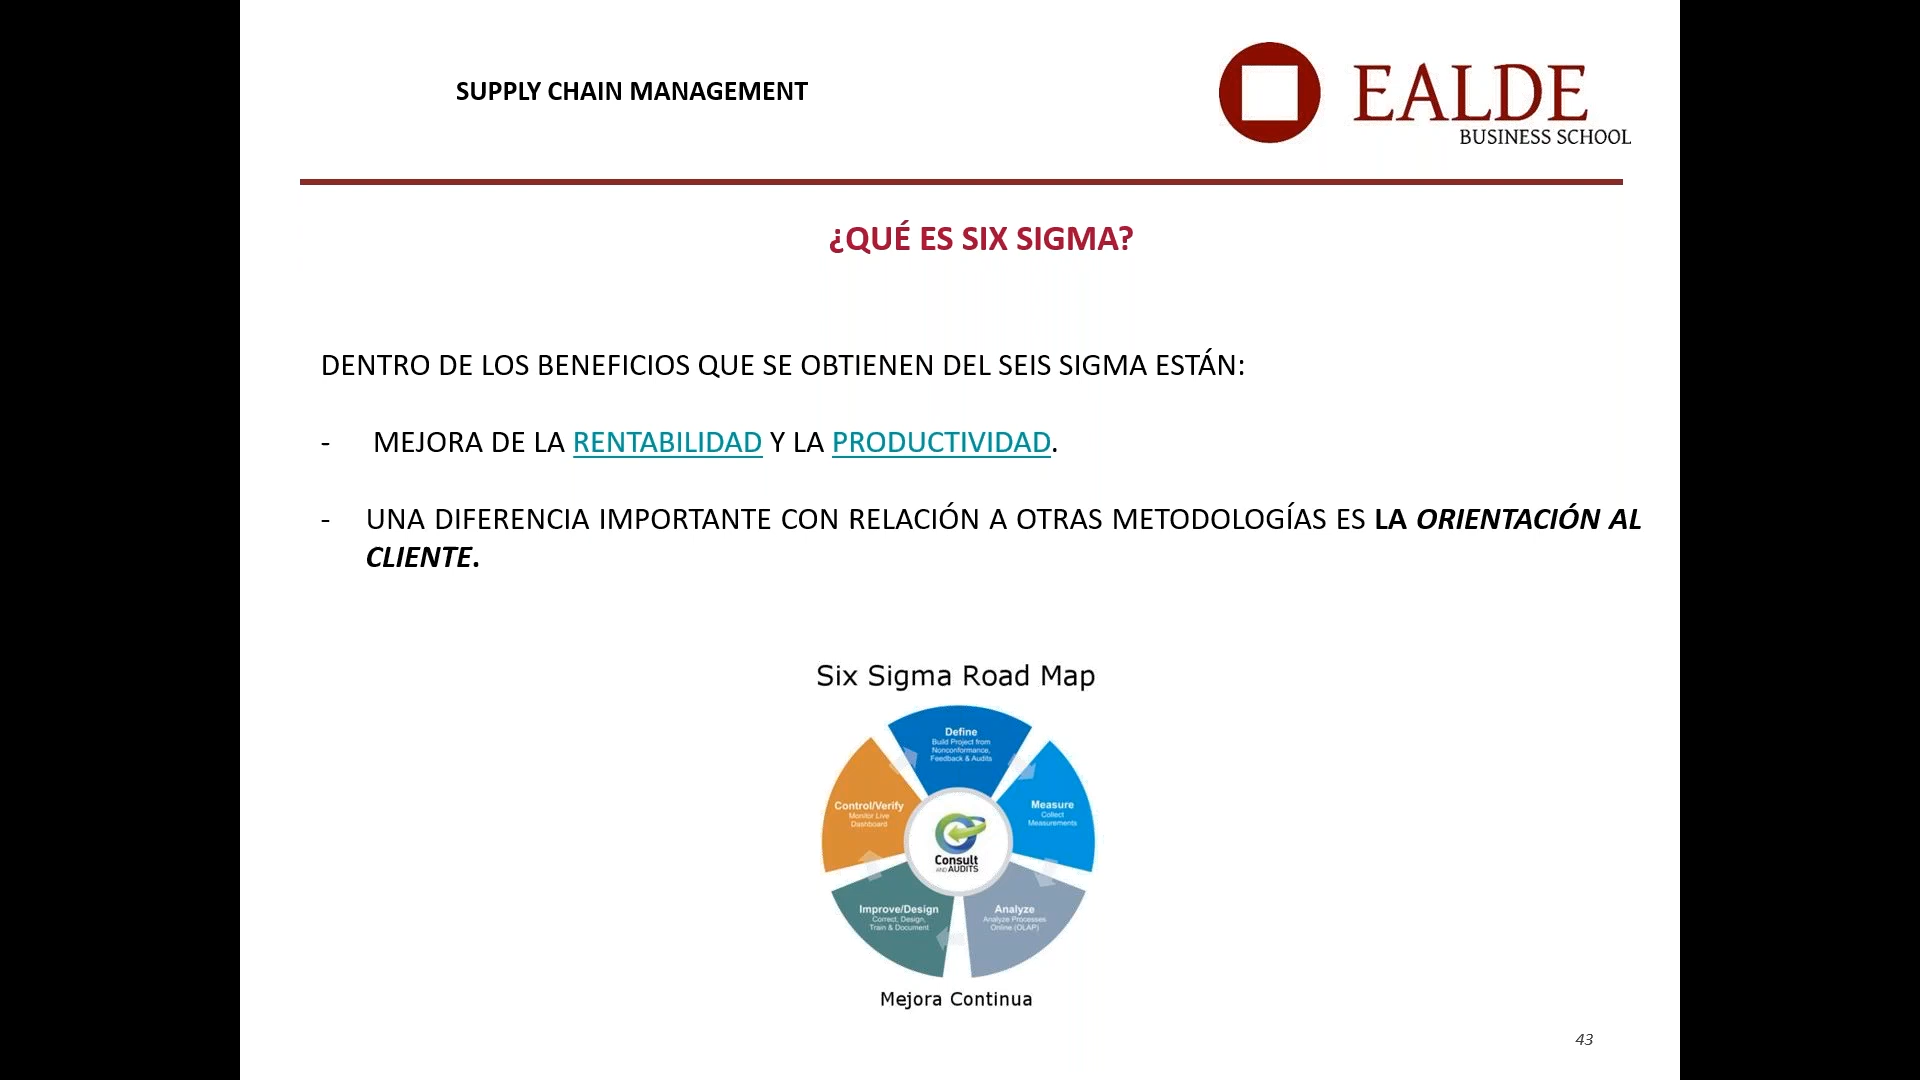 SUPPLY CHAIN MANAGEMENT
EALDE
BUSINESS SCHOOL
¿QUÉ ES SIX SIGMA?
DENTRO DE LOS BENEFICIOS QUE SE OBTIENEN DEL SEIS SIGMA ESTÁN:
- MEJORA DE LA RENTABILIDAD Y LA PRODUCTIVIDAD.
- UNA DIFERENCIA IMPORTANTE CON RELACIÓN A OTRAS METODOLOGÍAS ES LA ORIENTACIÓN AL
CLIENTE.
Six Sigma Road Map
Define
Build Project from
Nonconformance,
Feedback & Audits
Measure
Collect
Measurements
Analyze
Analyze Processes
Online (OLAP)
Improve/Design
Correct, Design,
Train & Document
Control/Verify
Monitor Live
Dashboard
Consult
AND AUDITS
Mejora Continua
43